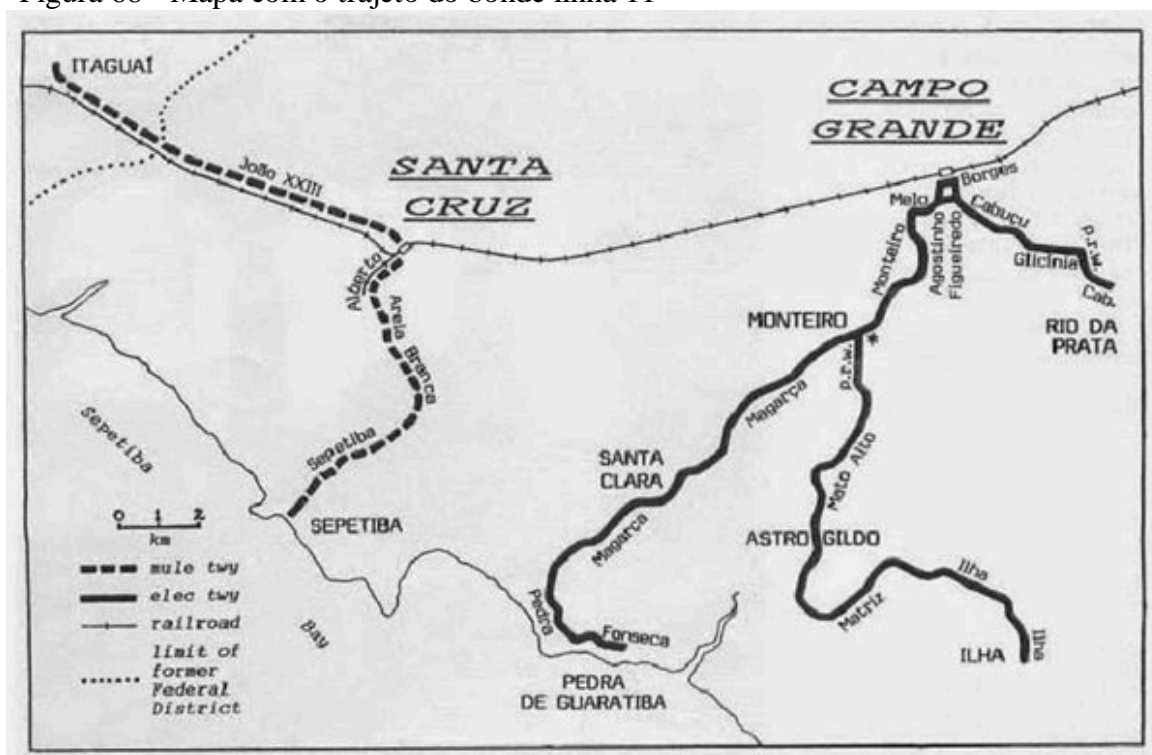 Figura 68 - Mapa com o trajeto do bonde linha 11
ITAGUAÍ
João XXIII
SANTA
CRUZ
CAMPO
GRANDE
Borges
Melo
Cabuçu
Agostinho
Figueiredo
Monteiro
Glicínia
p.r.w.
Cab.
RIO DA
PRATA
Alberto
Areia Branca
MONTEIRO
*
p.r.w.
Magarça
Mato Alto
Sepetiba
Sepetiba
SEPETIBA
Bay
SANTA
CLARA
Magarça
ASTROGILDO
Ilha
Matriz
Ilha
ILHA
Pedra
Fonseca
PEDRA
DE GUARATIBA
0 1 2
km
mule twy
elec twy
railroad
limit of
former
Federal
District